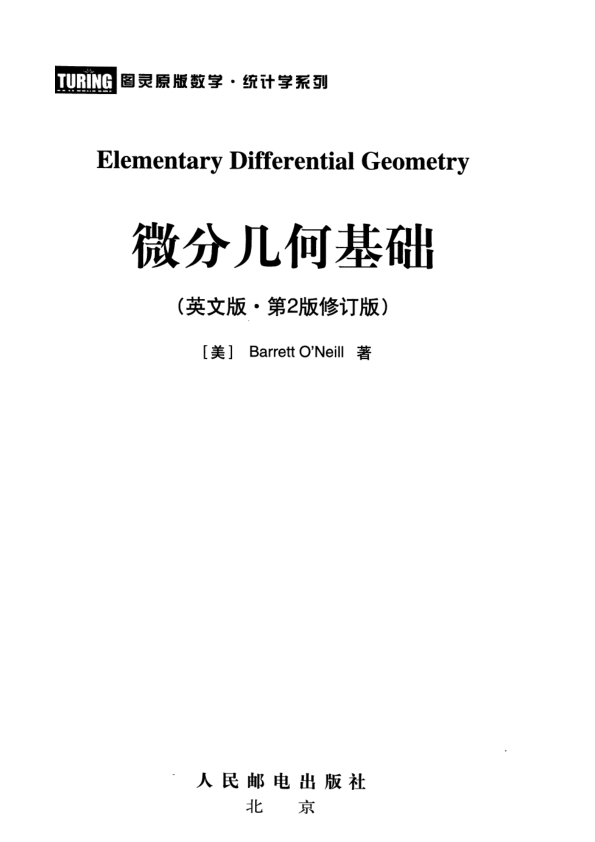 TURING 图灵原版数学·统计学系列
Elementary Differential Geometry
微分几何基础
（英文版·第2版修订版）
［美］ Barrett O'Neill 著
人民邮电出版社
北 京